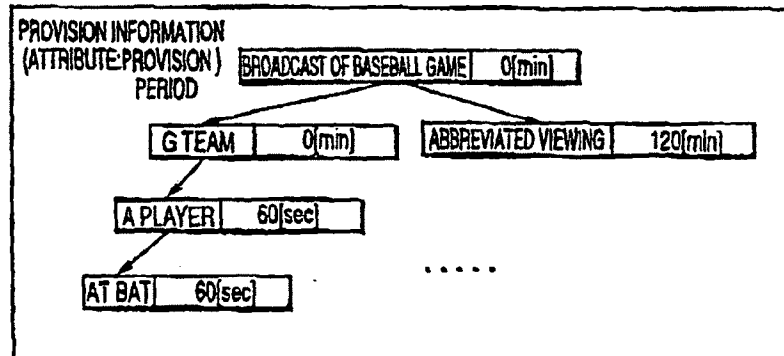 PROVISION INFORMATION
(ATTRIBUTE:PROVISION)
PERIOD
BROADCAST OF BASEBALL GAME 0[min]
G TEAM 0[min]
ABBREVIATED VIEWING 120[min]
A PLAYER 60[sec]
AT BAT 60[sec]
.....